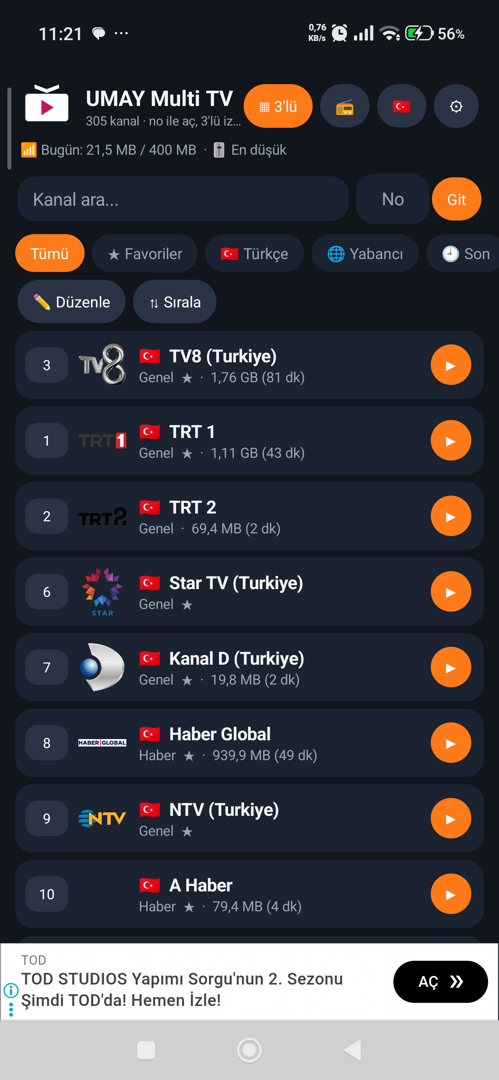 11:21
0,76 KB/s
56%
UMAY Multi TV
305 kanal · no ile aç, 3'lü iz...
3'lü
Bugün: 21,5 MB / 400 MB · En düşük
Kanal ara...
No
Git
Tümü
★ Favoriler
Türkçe
Yabancı
Son
Düzenle
↑↓ Sırala
3
TV8
TV8 (Turkiye)
Genel ★ · 1,76 GB (81 dk)
1
TRT1
TRT 1
Genel ★ · 1,11 GB (43 dk)
2
TRT2
TRT 2
Genel · 69,4 MB (2 dk)
6
STAR
Star TV (Turkiye)
Genel ★
7
Kanal D (Turkiye)
Genel ★ · 19,8 MB (2 dk)
8
HABER GLOBAL
Haber Global
Haber ★ · 939,9 MB (49 dk)
9
NTV
NTV (Turkiye)
Genel ★
10
A Haber
Haber ★ · 79,4 MB (4 dk)
TOD
TOD STUDIOS Yapımı Sorgu'nun 2. Sezonu
Şimdi TOD'da! Hemen İzle!
AÇ